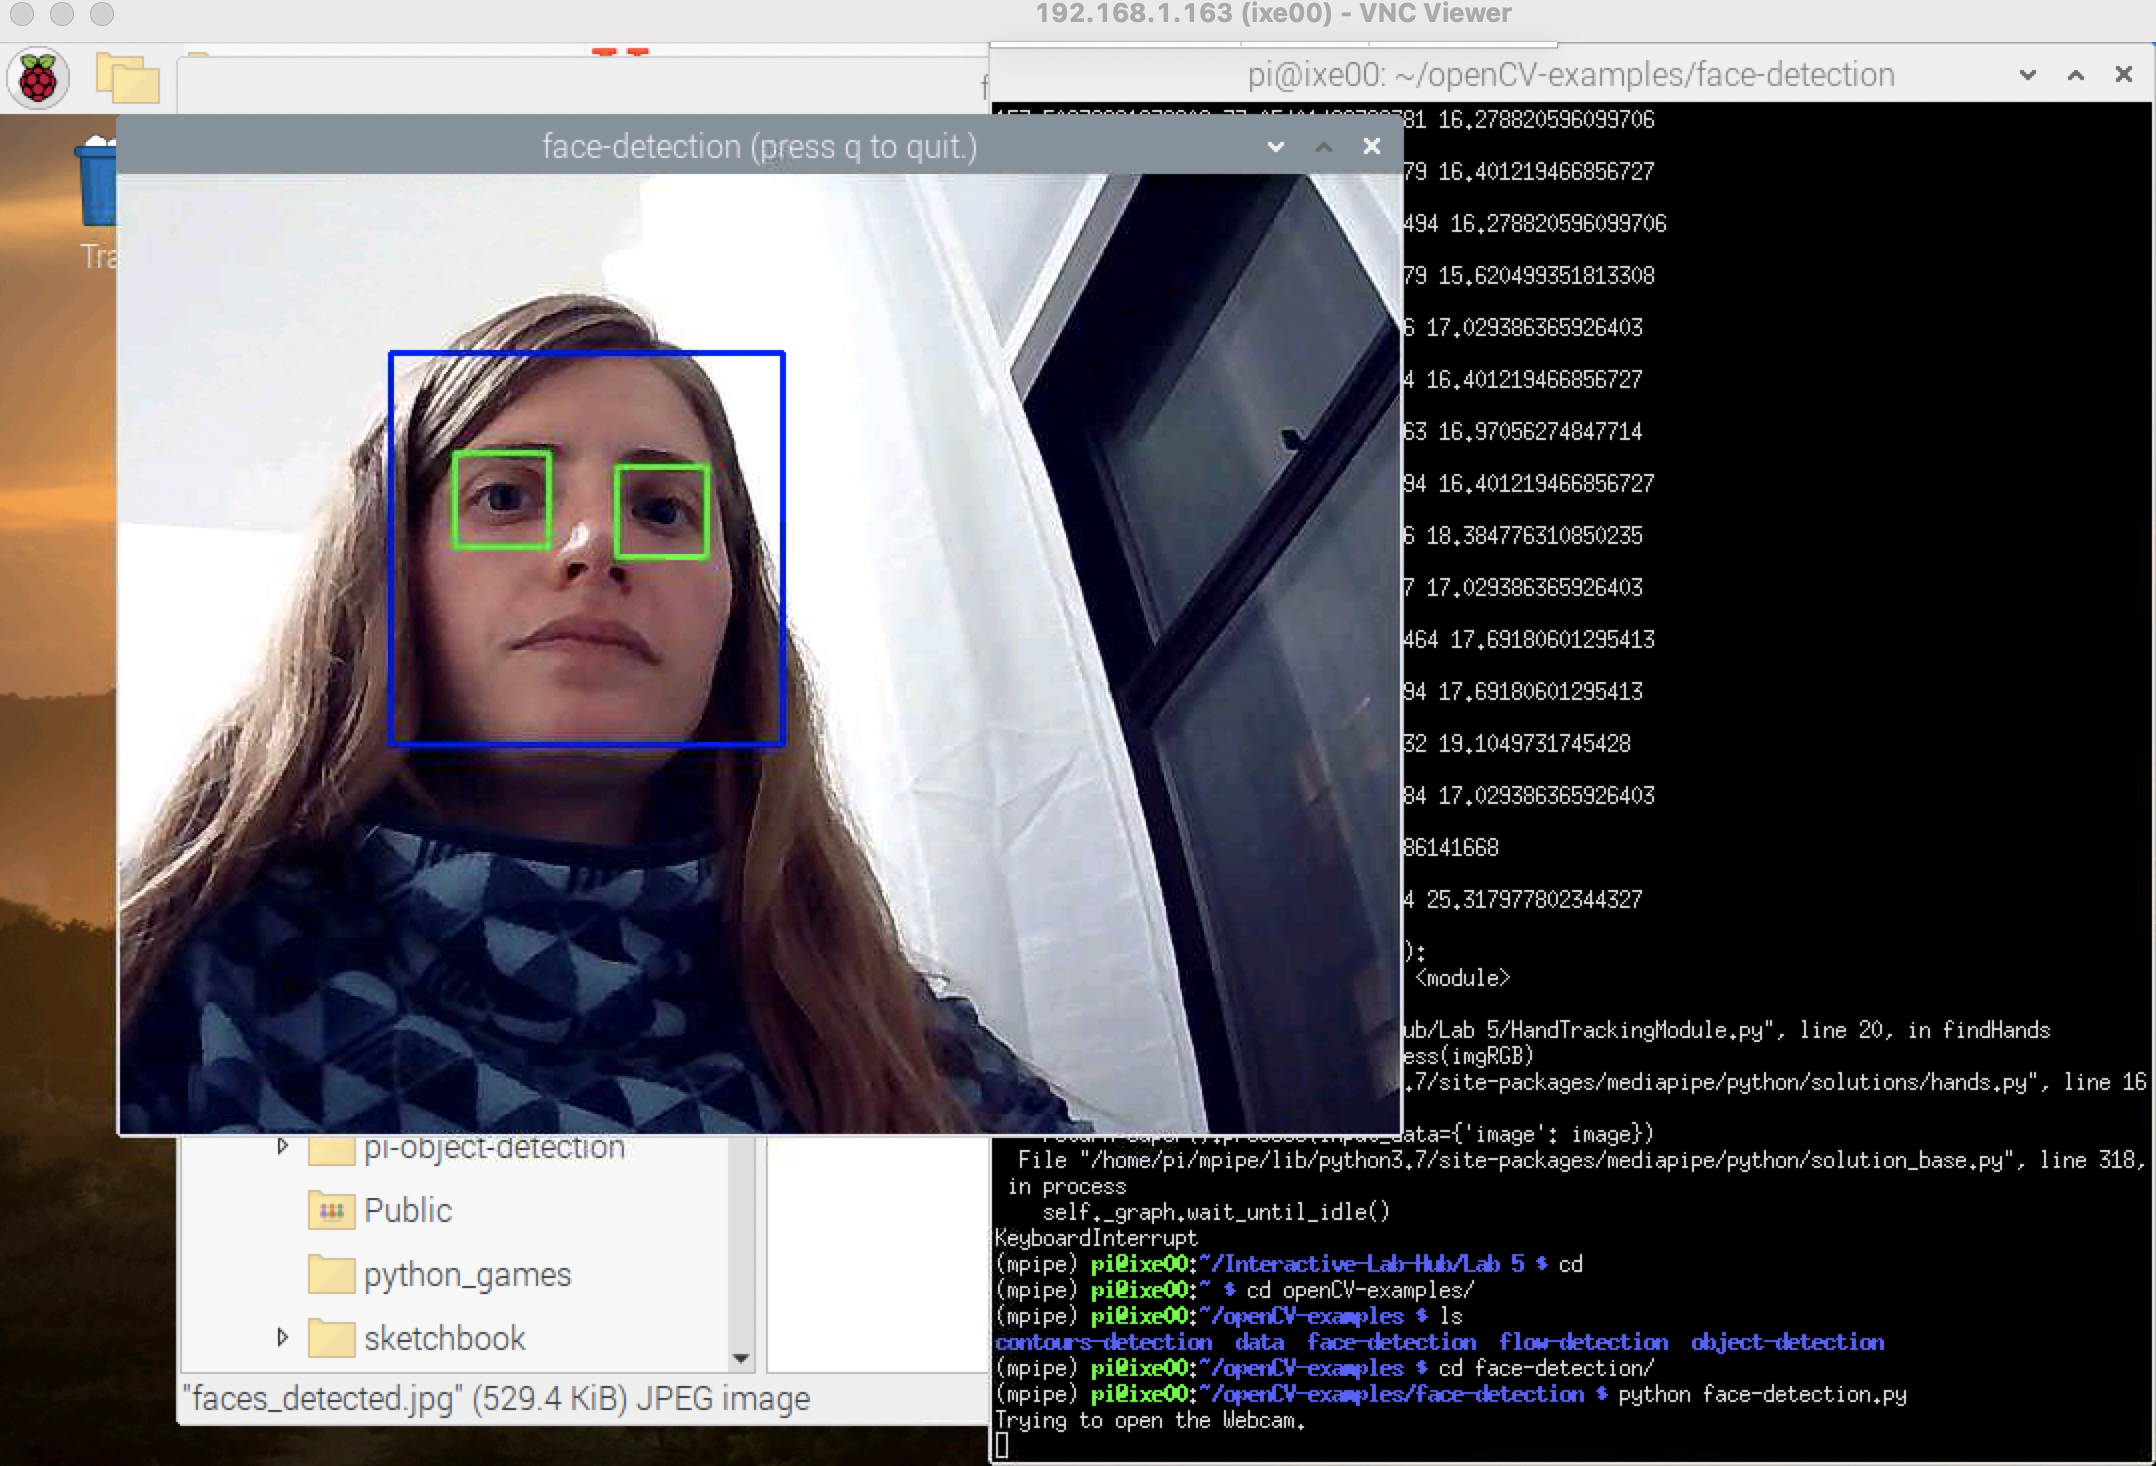 192.168.1.163 (ixe00) - VNC Viewer
pi@ixe00: ~/openCV-examples/face-detection
face-detection (press q to quit.)
Tra
81 16.278820596099706
79 16.401219466856727
494 16.278820596099706
79 15.620499351813308
6 17.029386365926403
4 16.401219466856727
63 16.97056274847714
94 16.401219466856727
6 18.384776310850235
7 17.029386365926403
464 17.69180601295413
94 17.69180601295413
32 19.1049731745428
84 17.029386365926403
86141668
4 25.317977802344327
):
<module>
ub/Lab 5/HandTrackingModule.py", line 20, in findHands
ess(imgRGB)
.7/site-packages/mediapipe/python/solutions/hands.py", line 16
return super().process(input_data={'image': image})
File "/home/pi/mpipe/lib/python3.7/site-packages/mediapipe/python/solution_base.py", line 318,
in process
self._graph.wait_until_idle()
KeyboardInterrupt
(mpipe) pi@ixe00:~/Interactive-Lab-Hub/Lab 5 $ cd
(mpipe) pi@ixe00:~ $ cd openCV-examples/
(mpipe) pi@ixe00:~/openCV-examples $ ls
contours-detection data face-detection flow-detection object-detection
(mpipe) pi@ixe00:~/openCV-examples $ cd face-detection/
(mpipe) pi@ixe00:~/openCV-examples/face-detection $ python face-detection.py
Trying to open the Webcam.
pi-object-detection
Public
python_games
sketchbook
"faces_detected.jpg" (529.4 KiB) JPEG image